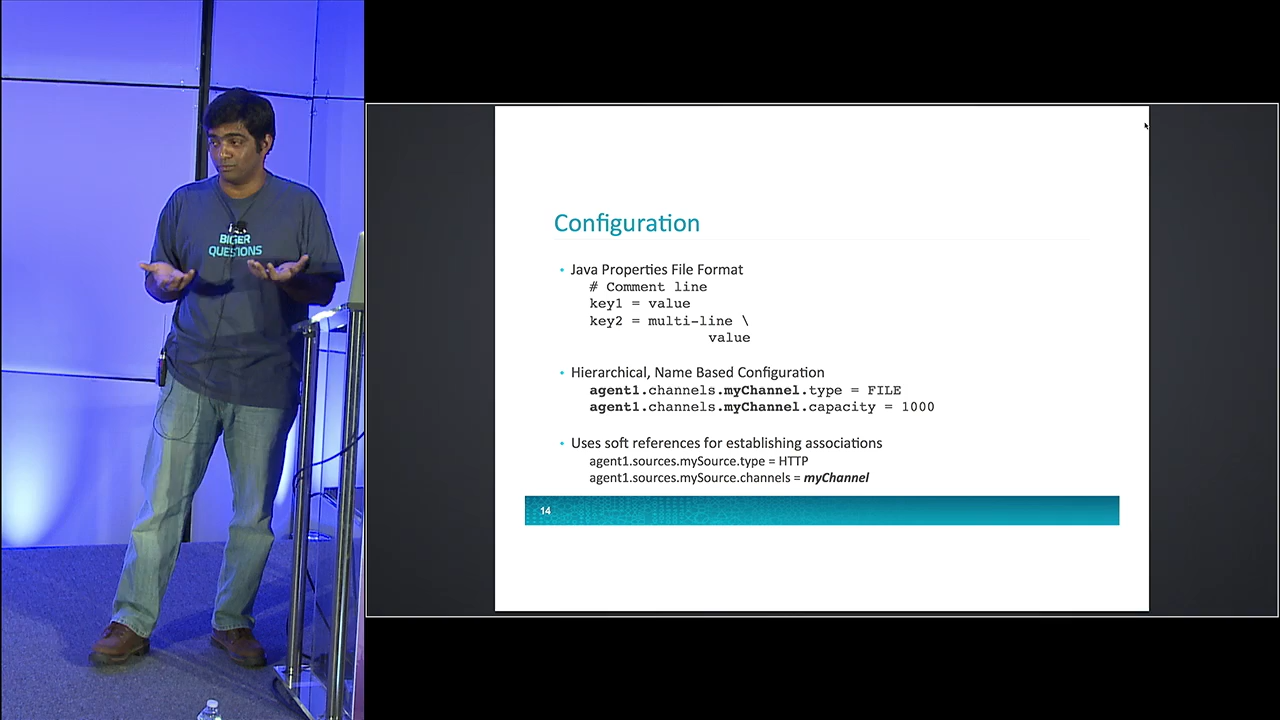 BIGGER
QUESTIONS
Configuration
• Java Properties File Format
# Comment line
key1 = value
key2 = multi-line \
value
• Hierarchical, Name Based Configuration
agent1.channels.myChannel.type = FILE
agent1.channels.myChannel.capacity = 1000
• Uses soft references for establishing associations
agent1.sources.mySource.type = HTTP
agent1.sources.mySource.channels = myChannel
14